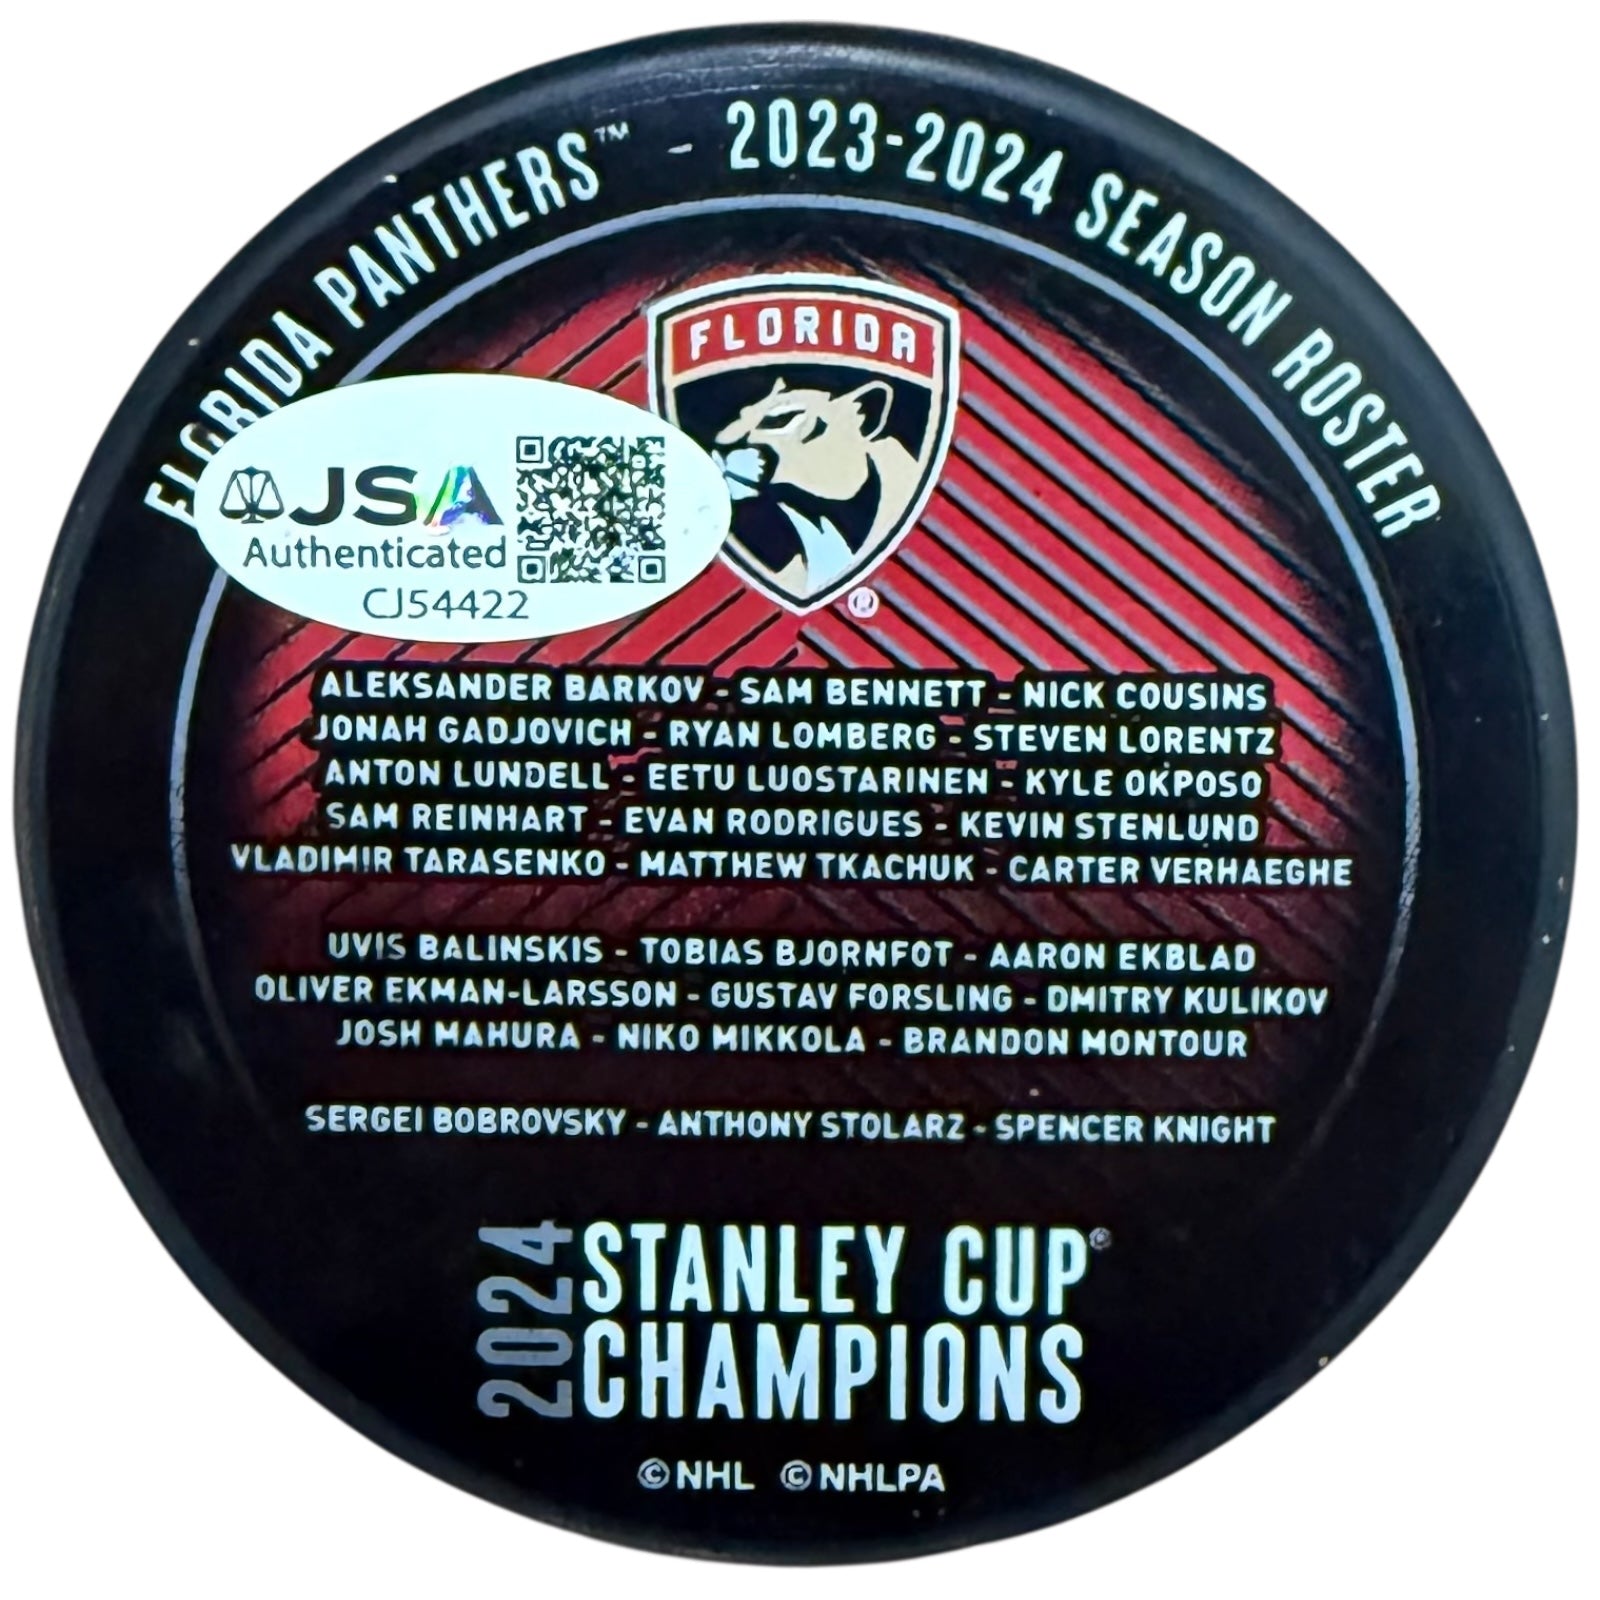 FLORIDA PANTHERS™ - 2023-2024 SEASON ROSTER
FLORIDA
®
JSA
Authenticated
CJ54422
ALEKSANDER BARKOV - SAM BENNETT - NICK COUSINS
JONAH GADJOVICH - RYAN LOMBERG - STEVEN LORENTZ
ANTON LUNDELL - EETU LUOSTARINEN - KYLE OKPOSO
SAM REINHART - EVAN RODRIGUES - KEVIN STENLUND
VLADIMIR TARASENKO - MATTHEW TKACHUK - CARTER VERHAEGHE
UVIS BALINSKIS - TOBIAS BJORNFOT - AARON EKBLAD
OLIVER EKMAN-LARSSON - GUSTAV FORSLING - DMITRY KULIKOV
JOSH MAHURA - NIKO MIKKOLA - BRANDON MONTOUR
SERGEI BOBROVSKY - ANTHONY STOLARZ - SPENCER KNIGHT
2024
STANLEY CUP®
CHAMPIONS
©NHL ©NHLPA